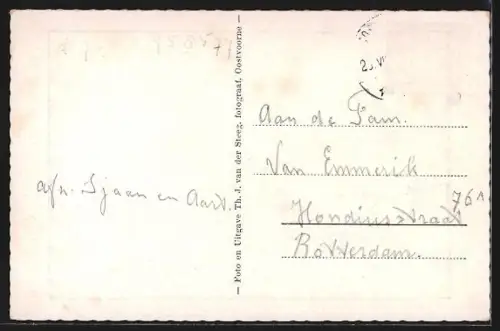 afz. Sjaan en Aart.
— Foto en Uitgave Th. J. van der Steeg, fotograaf, Oostvoorne —
Aan de Fam.
Van Emmerik
Hondiusstraat 76A.
Rotterdam.